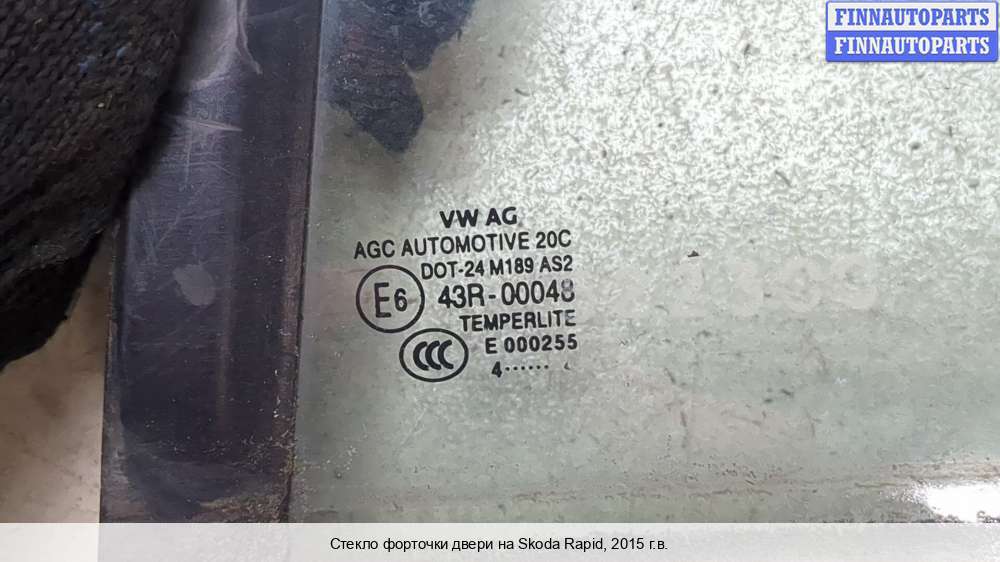 FINNAUTOPARTS
FINNAUTOPARTS
VW AG
AGC AUTOMOTIVE 20C
DOT-24 M189 AS2
E6 43R-00048
TEMPERLITE
CCC E 000255
4······
Стекло форточки двери на Skoda Rapid, 2015 г.в.